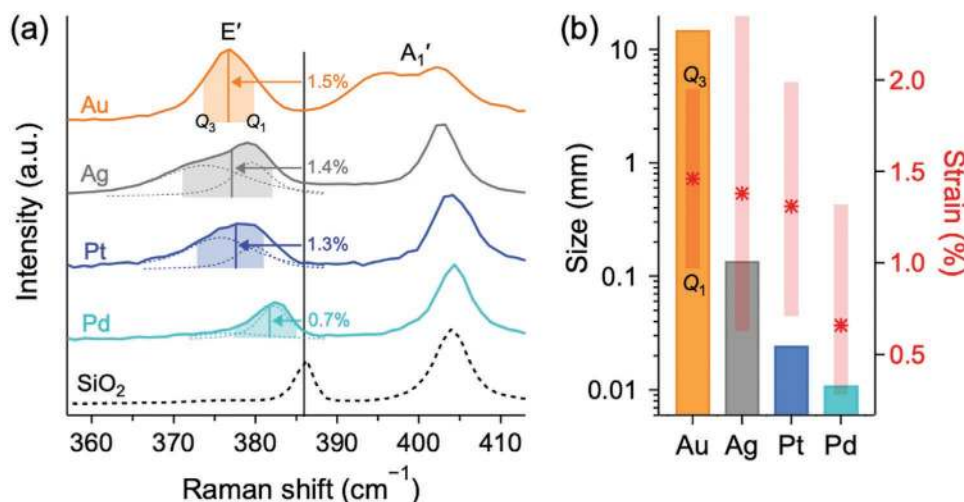 (a)
E′
A₁′
Au
1.5%
Q₃
Q₁
Ag
1.4%
Pt
1.3%
Pd
0.7%
SiO₂
Intensity (a.u.)
360 370 380 390 400 410
Raman shift (cm⁻¹)
(b)
10
1
0.1
0.01
Size (mm)
Q₃
Q₁
2.0
1.5
1.0
0.5
Strain (%)
Au Ag Pt Pd